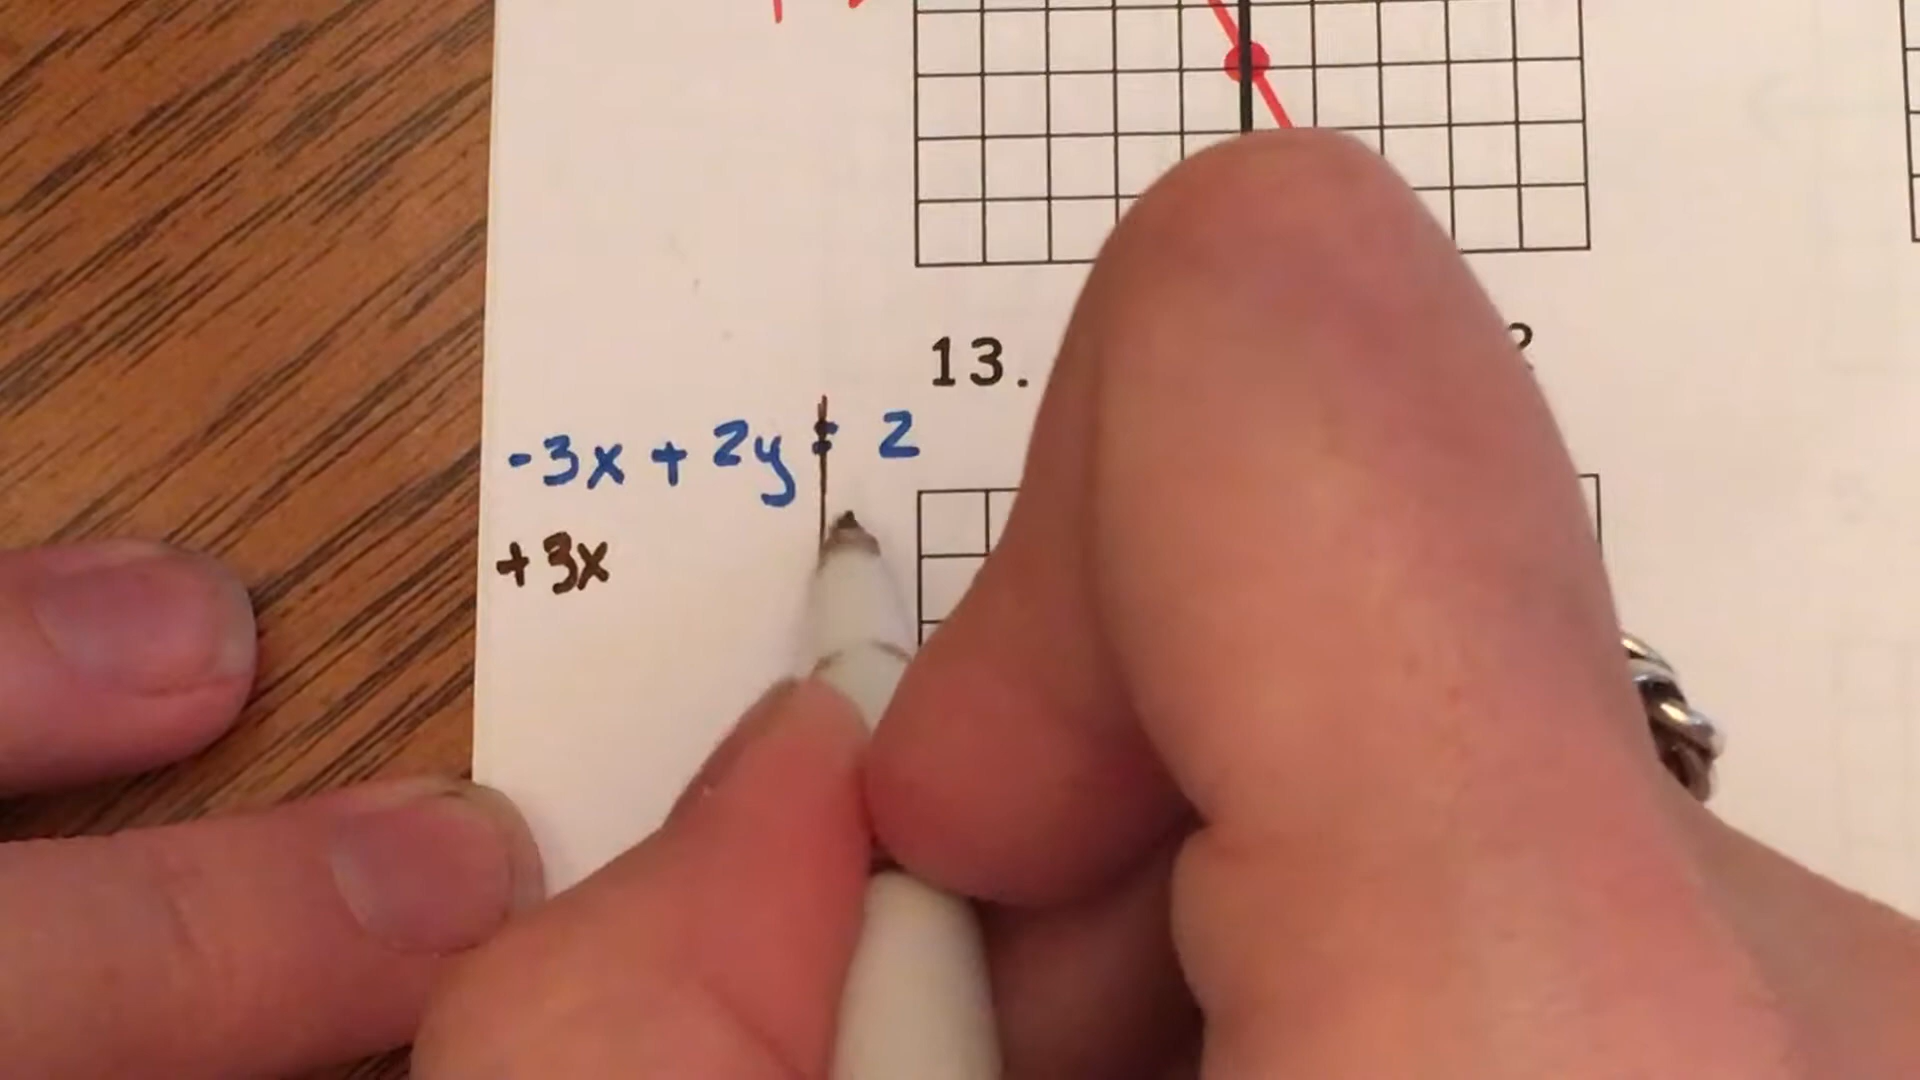 13.
-3x + 2y = 2
+3x